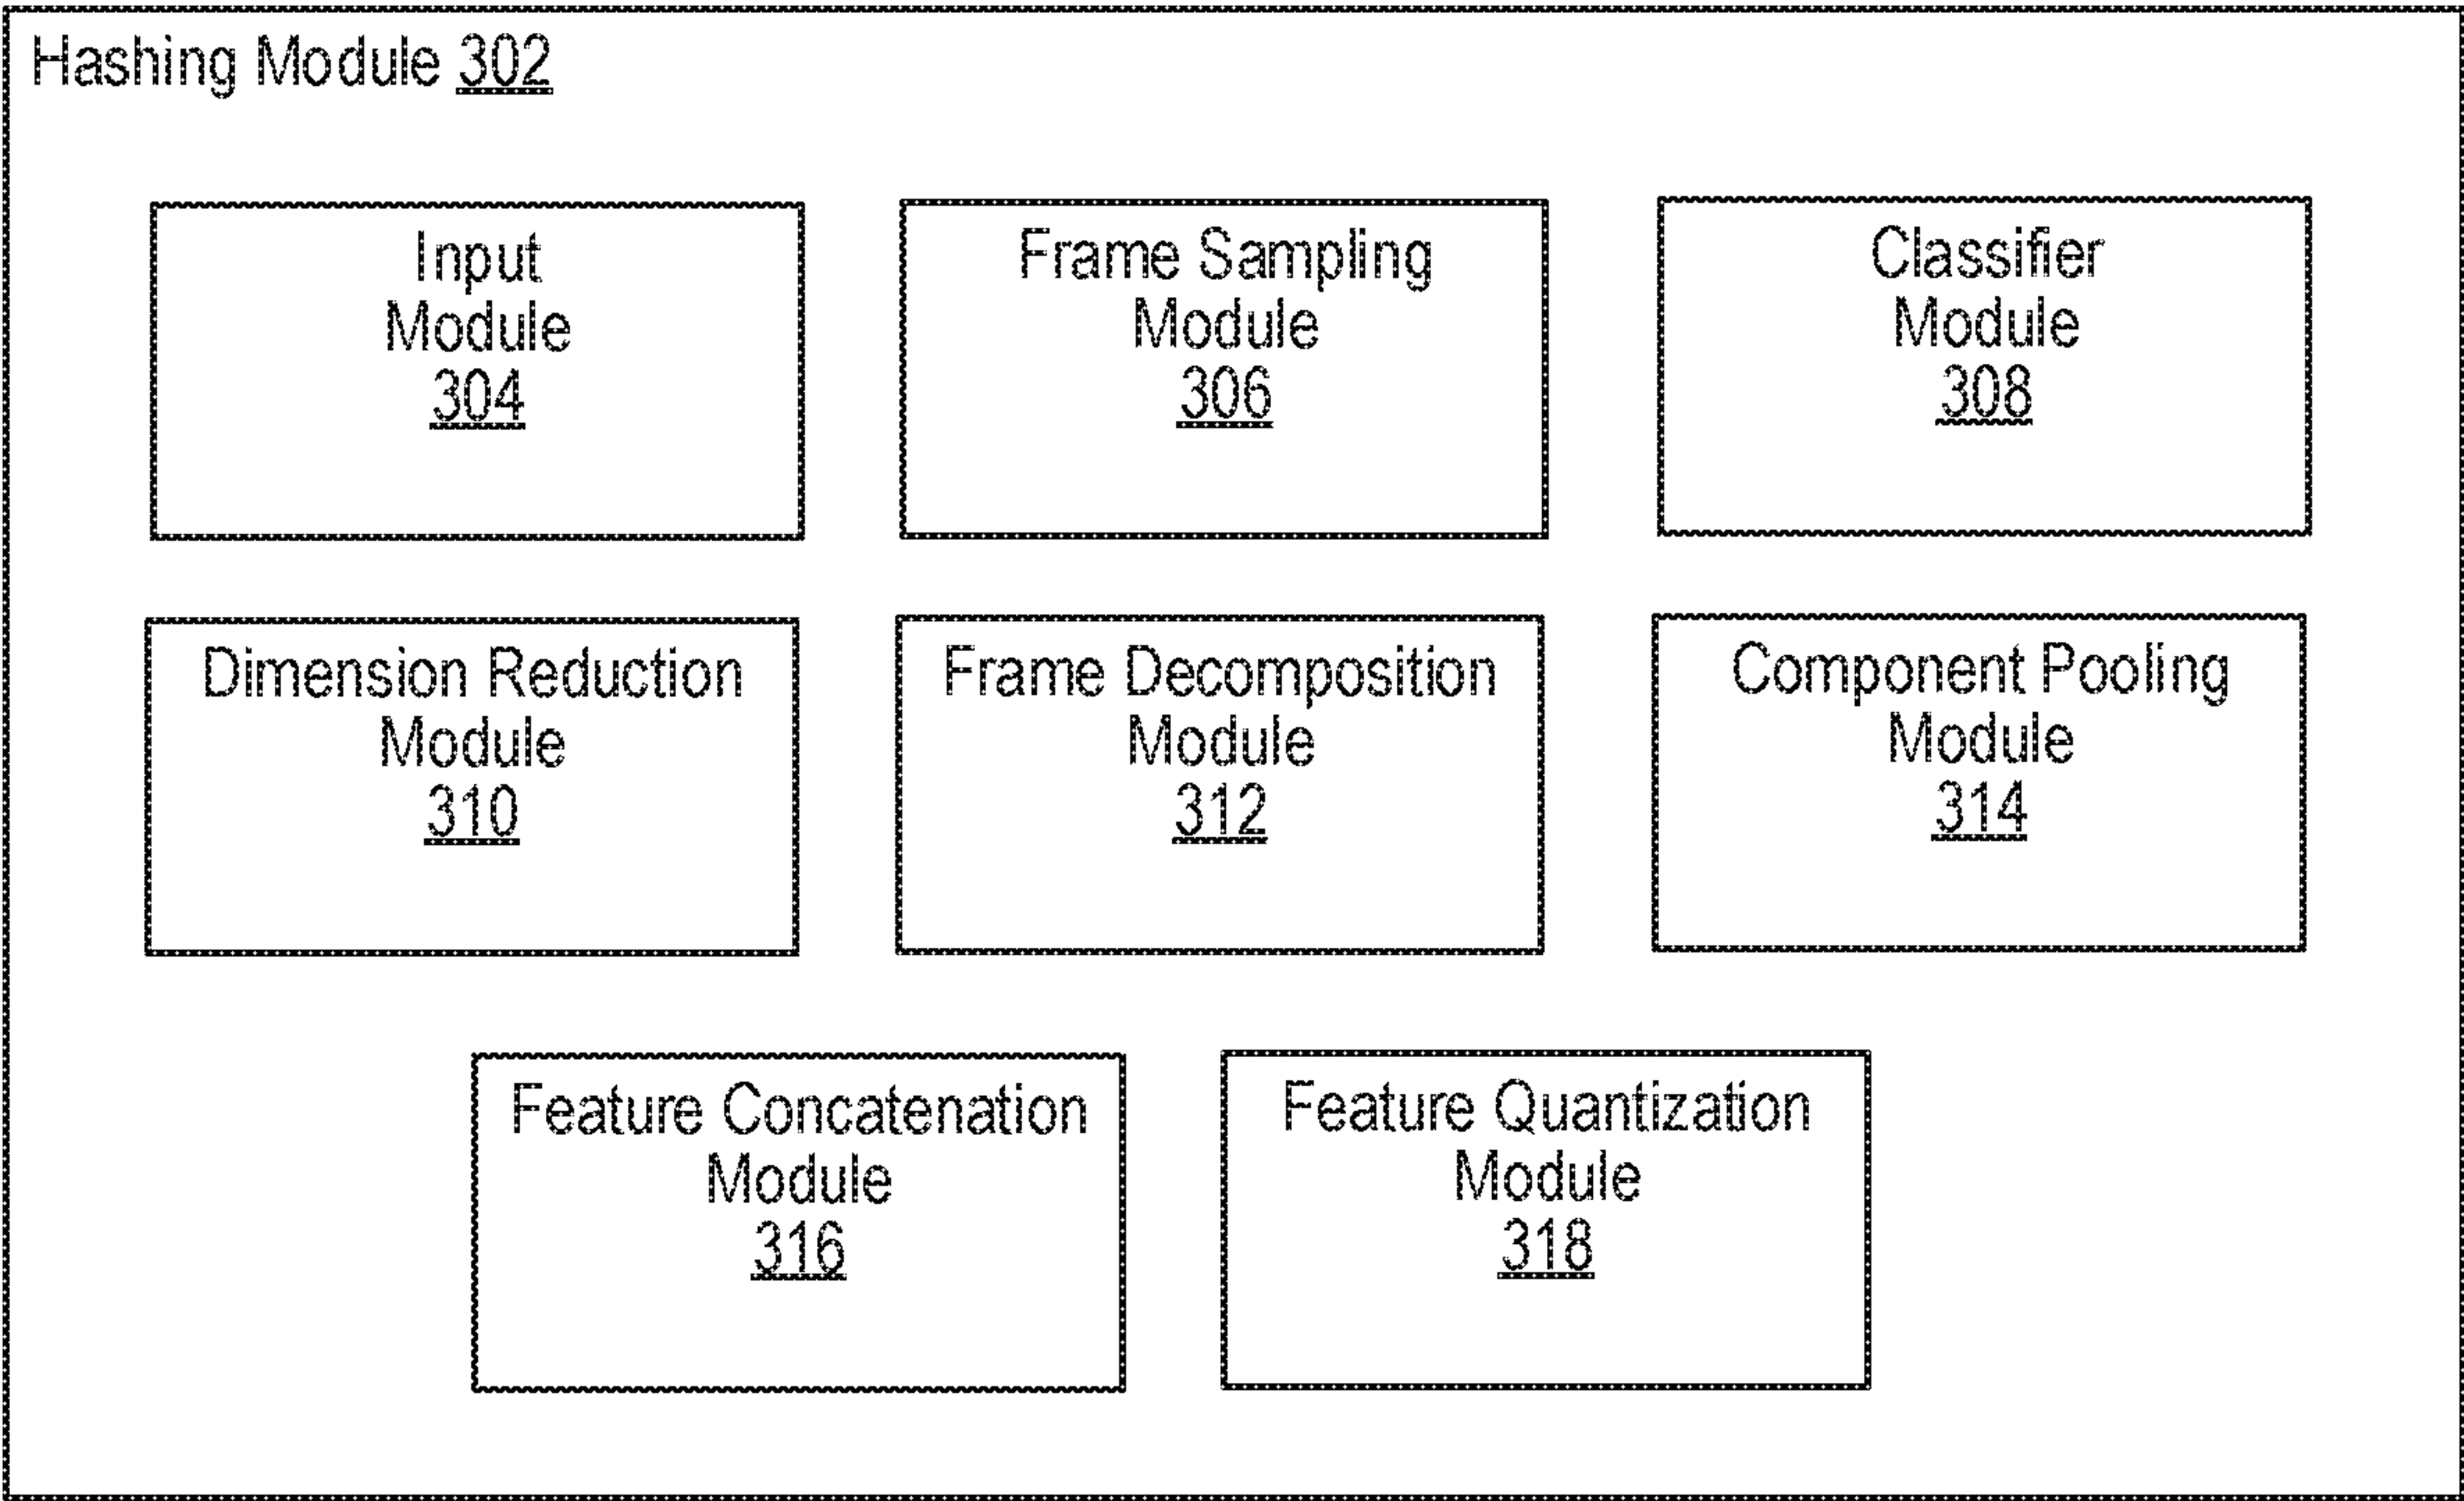 Hashing Module 302
Input
Module
304
Frame Sampling
Module
306
Classifier
Module
308
Dimension Reduction
Module
310
Frame Decomposition
Module
312
Component Pooling
Module
314
Feature Concatenation
Module
316
Feature Quantization
Module
318